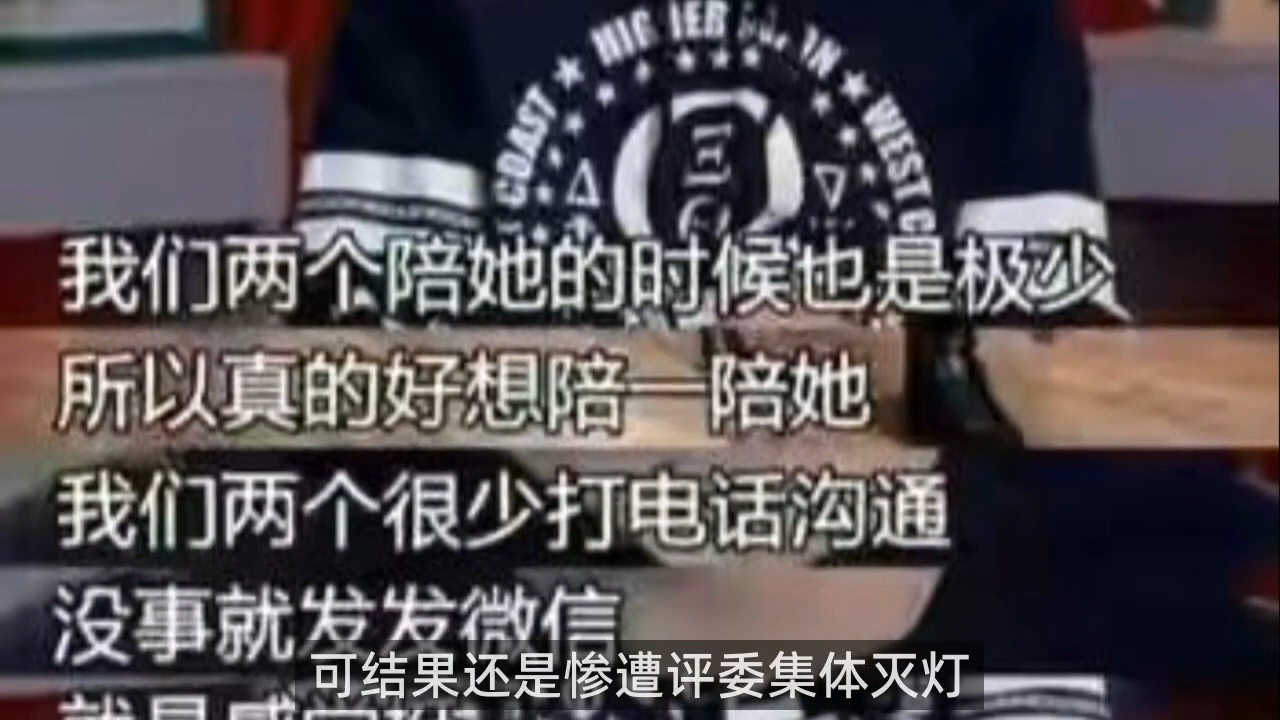 COAST ★ WEST
我们两个陪她的时候也是极少
所以真的好想陪一陪她
我们两个很少打电话沟通
没事就发发微信
可结果还是惨遭评委集体灭灯